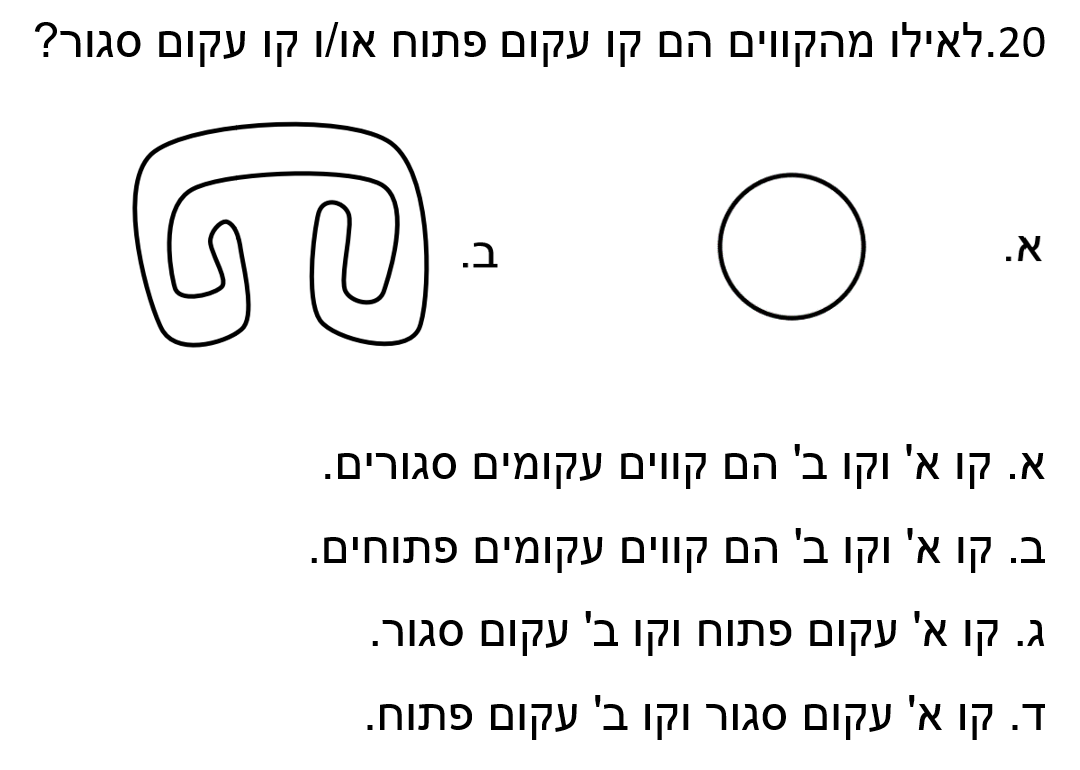 20.לאילו מהקווים הם קו עקום פתוח או/ו קו עקום סגור?
א.
ב.
א. קו א' וקו ב' הם קווים עקומים סגורים.
ב. קו א' וקו ב' הם קווים עקומים פתוחים.
ג. קו א' עקום פתוח וקו ב' עקום סגור.
ד. קו א' עקום סגור וקו ב' עקום פתוח.